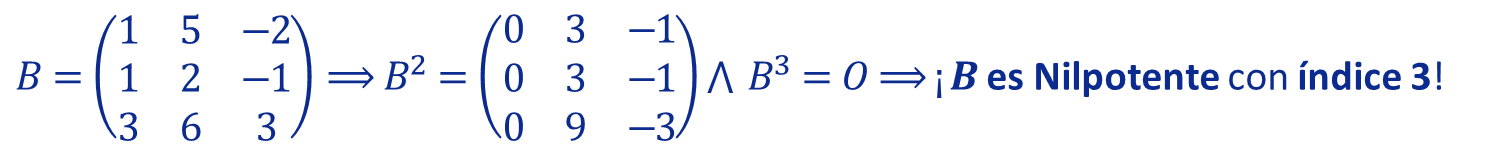 B = (1 5 −2; 1 2 −1; 3 6 3) ⟹ B² = (0 3 −1; 0 3 −1; 0 9 −3) ∧ B³ = O ⟹ ¡B es Nilpotente con índice 3!